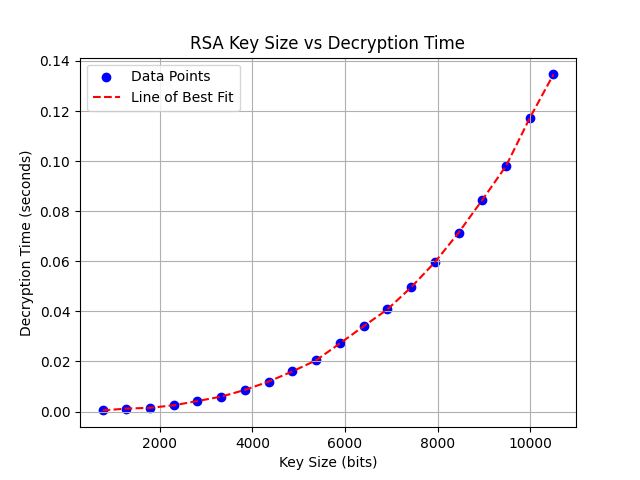 RSA Key Size vs Decryption Time
Data Points
Line of Best Fit
0.14
0.12
0.10
0.08
0.06
0.04
0.02
0.00
Decryption Time (seconds)
2000 4000 6000 8000 10000
Key Size (bits)